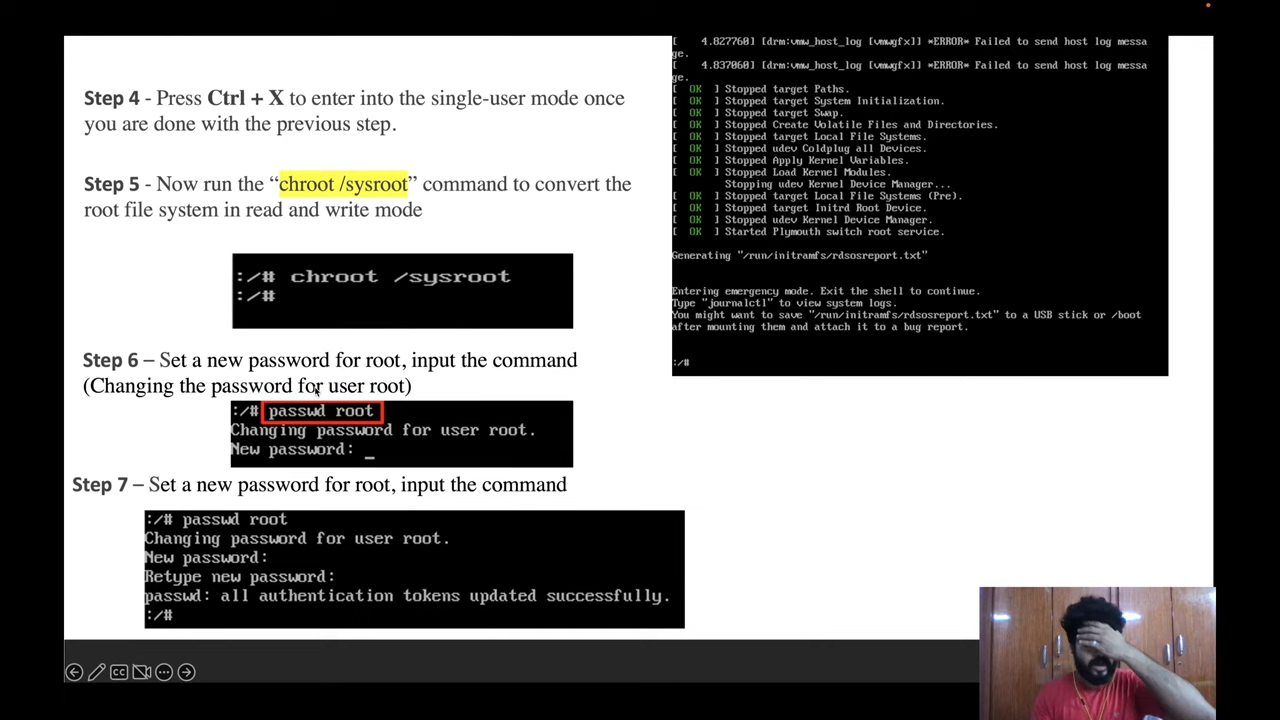 Step 4 - Press Ctrl + X to enter into the single-user mode once
you are done with the previous step.
Step 5 - Now run the “chroot /sysroot” command to convert the
root file system in read and write mode
:/# chroot /sysroot
:/#
Step 6 – Set a new password for root, input the command
(Changing the password for user root)
:/# passwd root
Changing password for user root.
New password: _
Step 7 – Set a new password for root, input the command
:/# passwd root
Changing password for user root.
New password:
Retype new password:
passwd: all authentication tokens updated successfully.
:/#
[    4.827760] [drm:vmw_host_log [vmwgfx]] *ERROR* Failed to send host log messa
ge.
[    4.837060] [drm:vmw_host_log [vmwgfx]] *ERROR* Failed to send host log messa
ge.
[  OK  ] Stopped target Paths.
[  OK  ] Stopped target System Initialization.
[  OK  ] Stopped target Swap.
[  OK  ] Stopped Create Volatile Files and Directories.
[  OK  ] Stopped target Local File Systems.
[  OK  ] Stopped udev Coldplug all Devices.
[  OK  ] Stopped Apply Kernel Variables.
[  OK  ] Stopped Load Kernel Modules.
Stopping udev Kernel Device Manager...
[  OK  ] Stopped target Local File Systems (Pre).
[  OK  ] Stopped target Initrd Root Device.
[  OK  ] Stopped udev Kernel Device Manager.
[  OK  ] Started Plymouth switch root service.
Generating "/run/initramfs/rdsosreport.txt"
Entering emergency mode. Exit the shell to continue.
Type "journalctl" to view system logs.
You might want to save "/run/initramfs/rdsosreport.txt" to a USB stick or /boot
after mounting them and attach it to a bug report.
:/#
CC